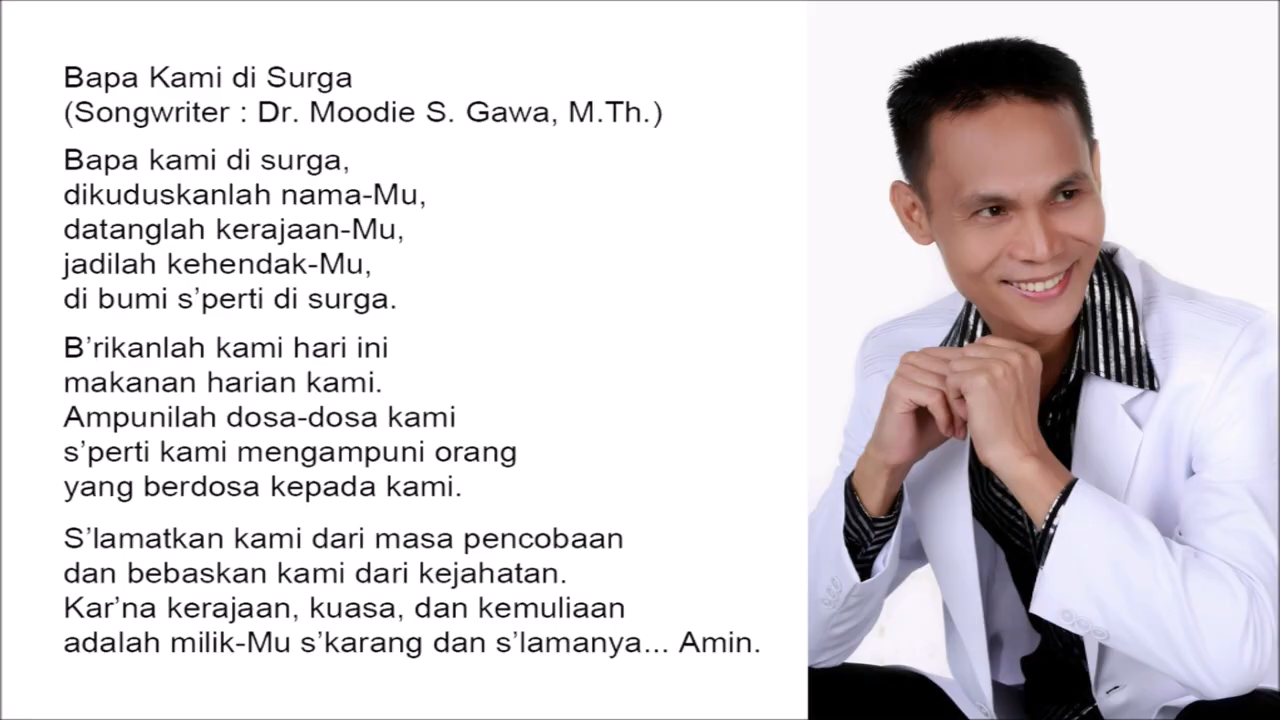 Bapa Kami di Surga
(Songwriter : Dr. Moodie S. Gawa, M.Th.)
Bapa kami di surga,
dikuduskanlah nama-Mu,
datanglah kerajaan-Mu,
jadilah kehendak-Mu,
di bumi s’perti di surga.
B’rikanlah kami hari ini
makanan harian kami.
Ampunilah dosa-dosa kami
s’perti kami mengampuni orang
yang berdosa kepada kami.
S’lamatkan kami dari masa pencobaan
dan bebaskan kami dari kejahatan.
Kar’na kerajaan, kuasa, dan kemuliaan
adalah milik-Mu s’karang dan s’lamanya... Amin.